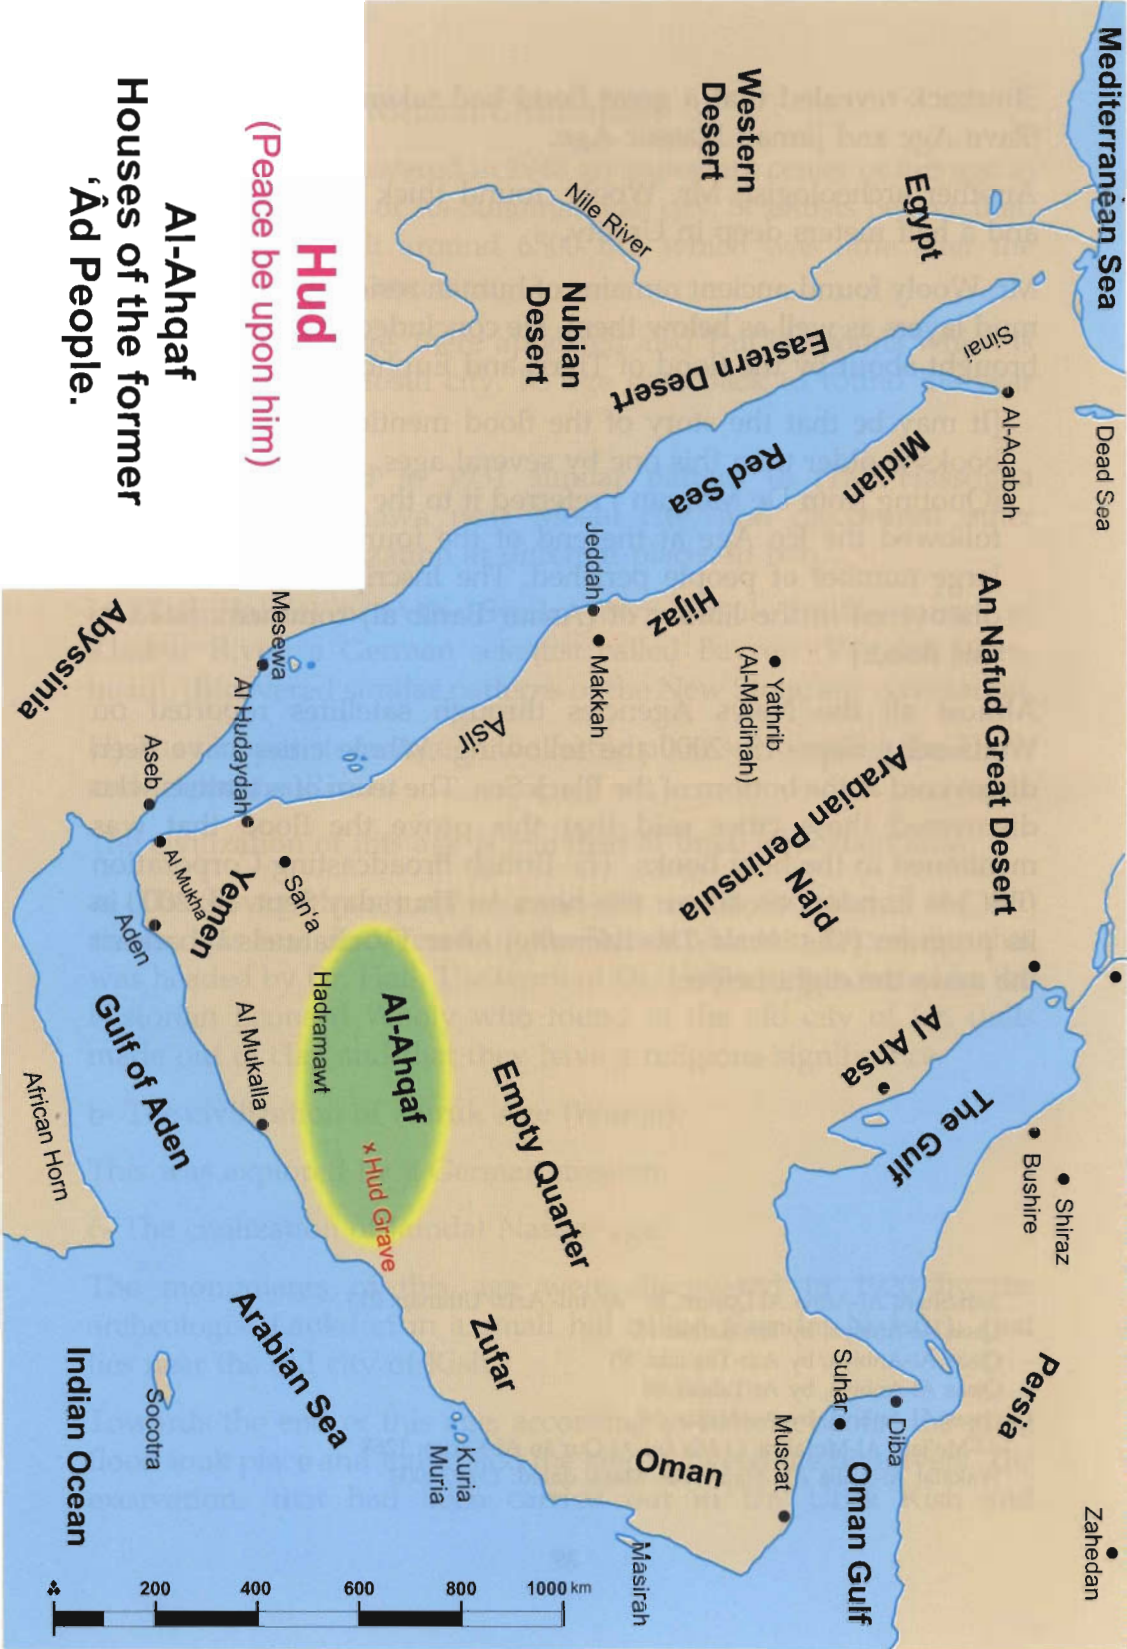 Mediterranean Sea
Dead Sea
Western
Desert
Egypt
Nile River
Sinai
Al-Aqabah
Nubian
Desert
Eastern Desert
Red Sea
Midian
An Nafud Great Desert
Jeddah
Hijaz
Makkah
Yathrib
(Al-Madinah)
Arabian Peninsula
Najd
Al Ahsa
The Gulf
Bushire
Shiraz
Persia
Zahedan
Abyssinia
Mesewa
Asir
Al Hudaydiah
Aseb
San'a
Al Mukha
Yemen
Aden
Hadramawt
Al-Ahqaf
x Hud Grave
Al Mukalla
Gulf of Aden
African Horn
Empty Quarter
Zufar
Arabian Sea
Socotra
Indian Ocean
Kuria
Muria
Oman
Suhar
Diba
Muscat
Oman Gulf
Masirah
200 400 600 800 1000 km
Hud
(Peace be upon him)
Al-Ahqaf
Houses of the former
‘Âd People.